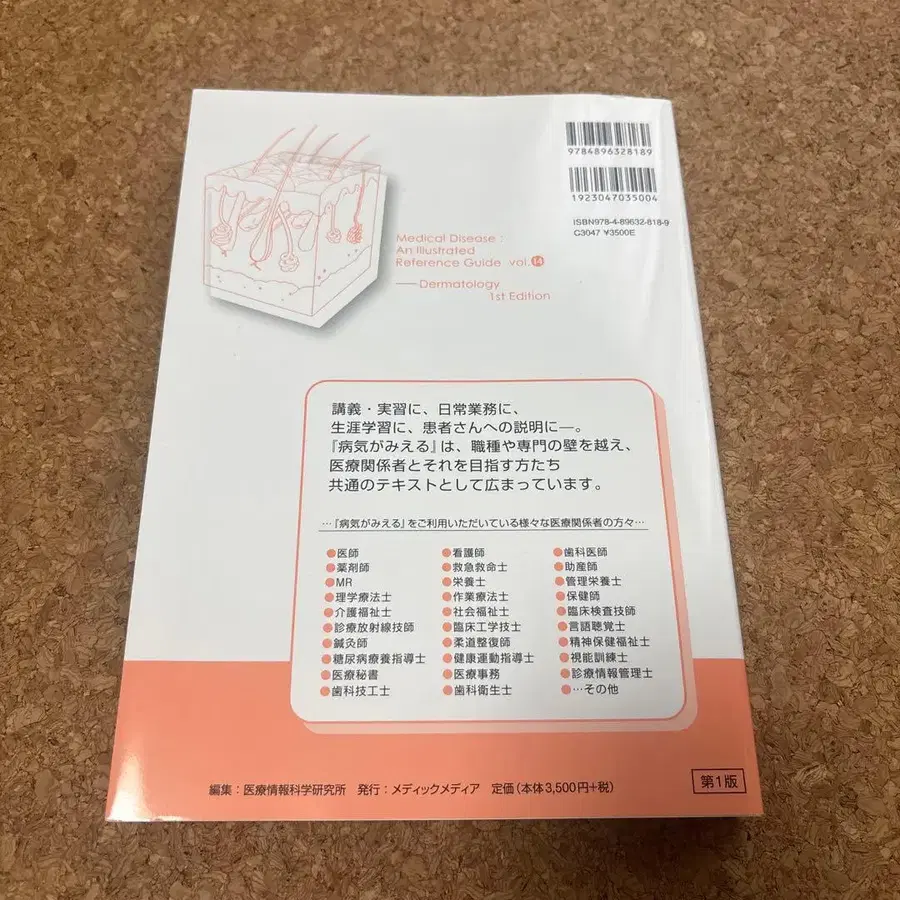 9784896328189
1923047035004
ISBN978-4-89632-818-9
C3047 ¥3500E
Medical Disease :
An Illustrated
Reference Guide vol.14
—Dermatology
1st Edition
講義・実習に、日常業務に、
生涯学習に、患者さんへの説明に―。
『病気がみえる』は、職種や専門の壁を越え、
医療関係者とそれを目指す方たち
共通のテキストとして広まっています。
…『病気がみえる』をご利用いただいている様々な医療関係者の方々…
●医師 ●看護師 ●歯科医師
●薬剤師 ●救急救命士 ●助産師
●MR ●栄養士 ●管理栄養士
●理学療法士 ●作業療法士 ●保健師
●介護福祉士 ●社会福祉士 ●臨床検査技師
●診療放射線技師 ●臨床工学技士 ●言語聴覚士
●鍼灸師 ●柔道整復師 ●精神保健福祉士
●糖尿病療養指導士 ●健康運動指導士 ●視能訓練士
●医療秘書 ●医療事務 ●診療情報管理士
●歯科技工士 ●歯科衛生士 ●…その他
編集：医療情報科学研究所 発行：メディックメディア 定価（本体3,500円+税）
第1版